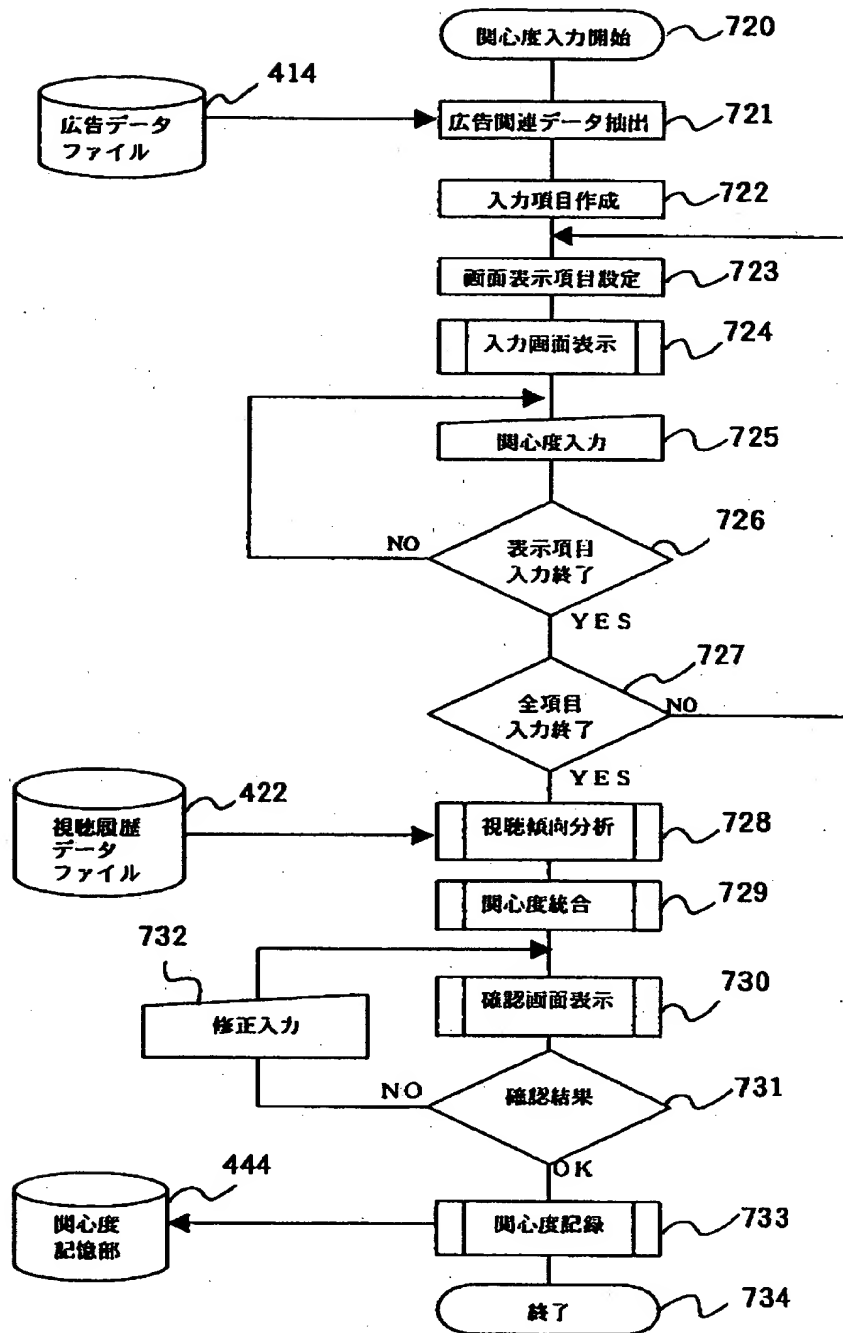 関心度入力開始
720
414
広告データ
ファイル
広告関連データ抽出
721
入力項目作成
722
画面表示項目設定
723
入力画面表示
724
関心度入力
725
726
NO
表示項目
入力終了
YES
727
全項目
入力終了
NO
YES
422
視聴履歴
データ
ファイル
視聴傾向分析
728
関心度統合
729
732
修正入力
確認画面表示
730
NO
確認結果
731
OK
444
関心度
記憶部
関心度記録
733
終了
734